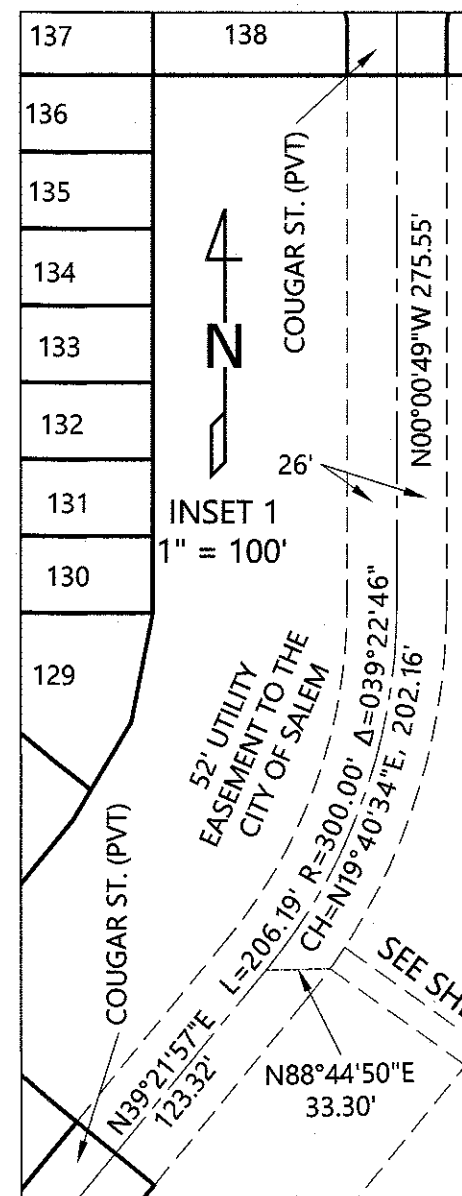 137
138
136
135
134
133
132
131
130
129
COUGAR ST. (PVT)
N
INSET 1
1" = 100'
26'
N00°00'49"W 275.55'
52' UTILITY
EASEMENT TO THE
CITY OF SALEM
L=206.19' R=300.00' Δ=039°22'46"
CH=N19°40'34"E, 202.16'
COUGAR ST. (PVT)
N39°21'57"E
123.32'
N88°44'50"E
33.30'
SEE